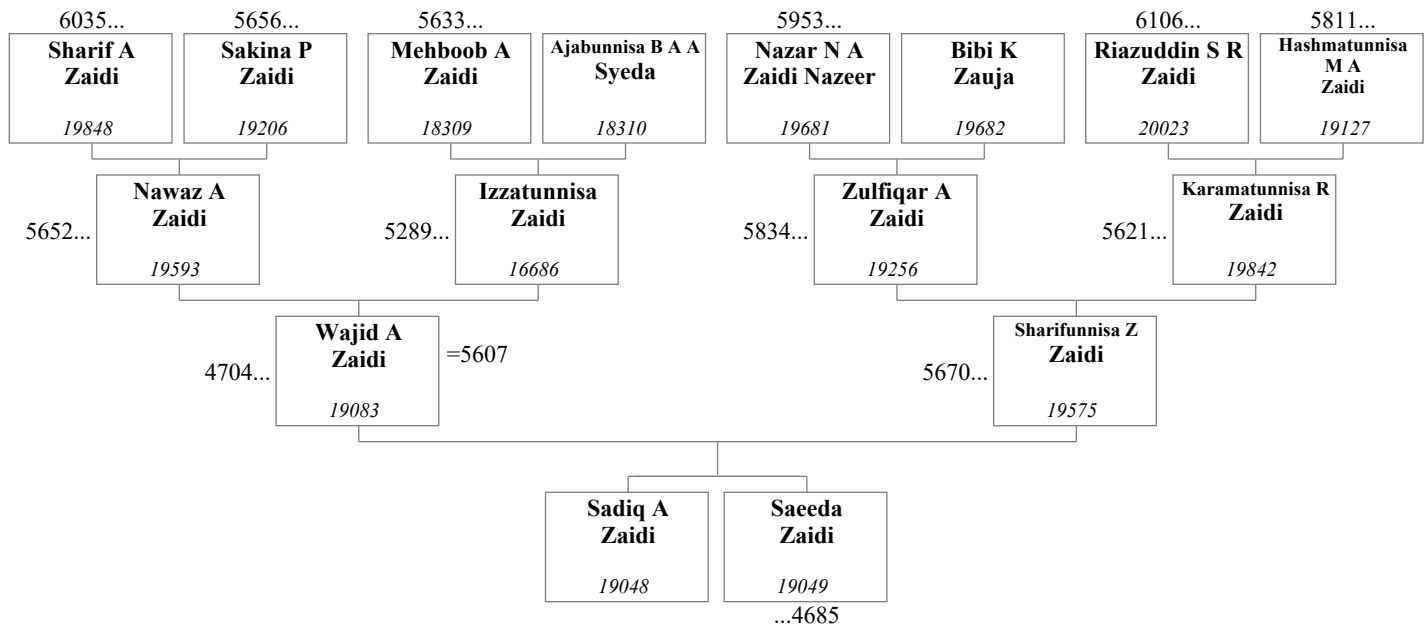 6035...
5656...
5633...
5953...
6106...
5811...
Sharif A
Zaidi
19848
Sakina P
Zaidi
19206
Mehboob A
Zaidi
18309
Ajabunnisa B A A
Syeda
18310
Nazar N A
Zaidi Nazeer
19681
Bibi K
Zauja
19682
Riazuddin S R
Zaidi
20023
Hashmatunnisa
M A
Zaidi
19127
5652...
Nawaz A
Zaidi
19593
5289...
Izzatunnisa
Zaidi
16686
5834...
Zulfiqar A
Zaidi
19256
5621...
Karamatunnisa R
Zaidi
19842
4704...
Wajid A
Zaidi
19083
=5607
5670...
Sharifunnisa Z
Zaidi
19575
Sadiq A
Zaidi
19048
Saeeda
Zaidi
19049
...4685